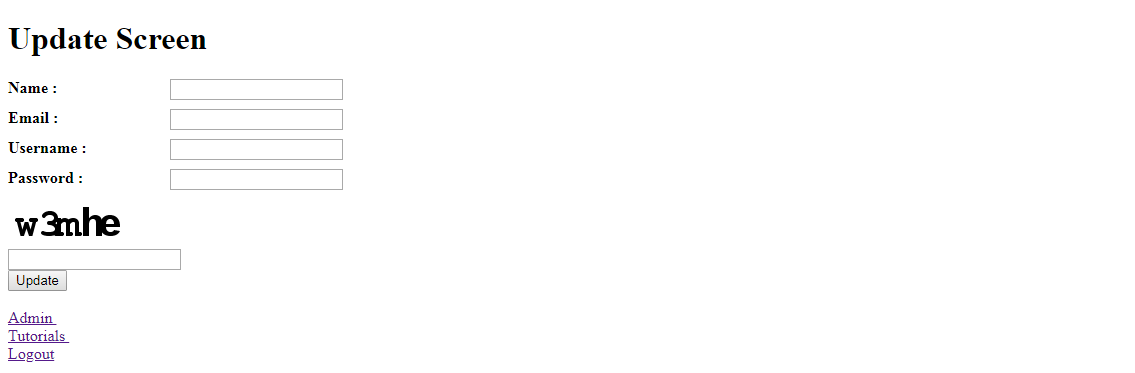 Update Screen
Name :
Email :
Username :
Password :
w3mhe
Update
Admin
Tutorials
Logout